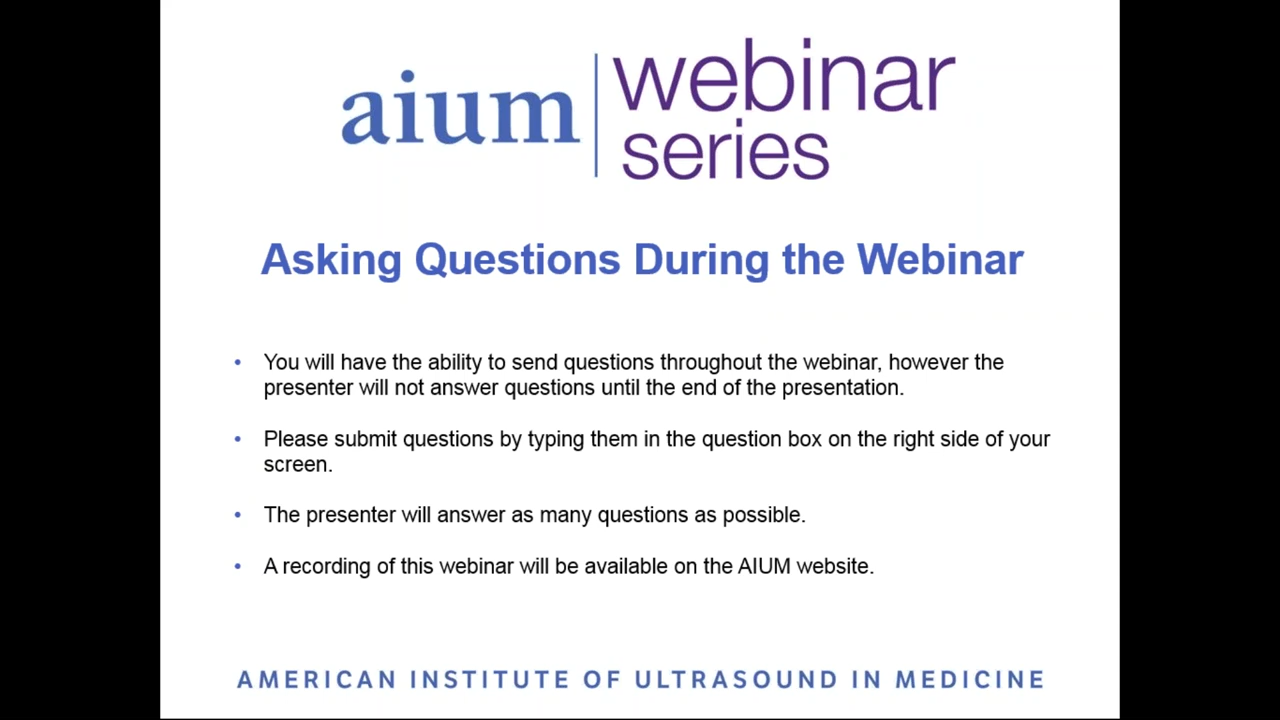 aium
webinar
series
Asking Questions During the Webinar
• You will have the ability to send questions throughout the webinar, however the
presenter will not answer questions until the end of the presentation.
• Please submit questions by typing them in the question box on the right side of your
screen.
• The presenter will answer as many questions as possible.
• A recording of this webinar will be available on the AIUM website.
AMERICAN INSTITUTE OF ULTRASOUND IN MEDICINE